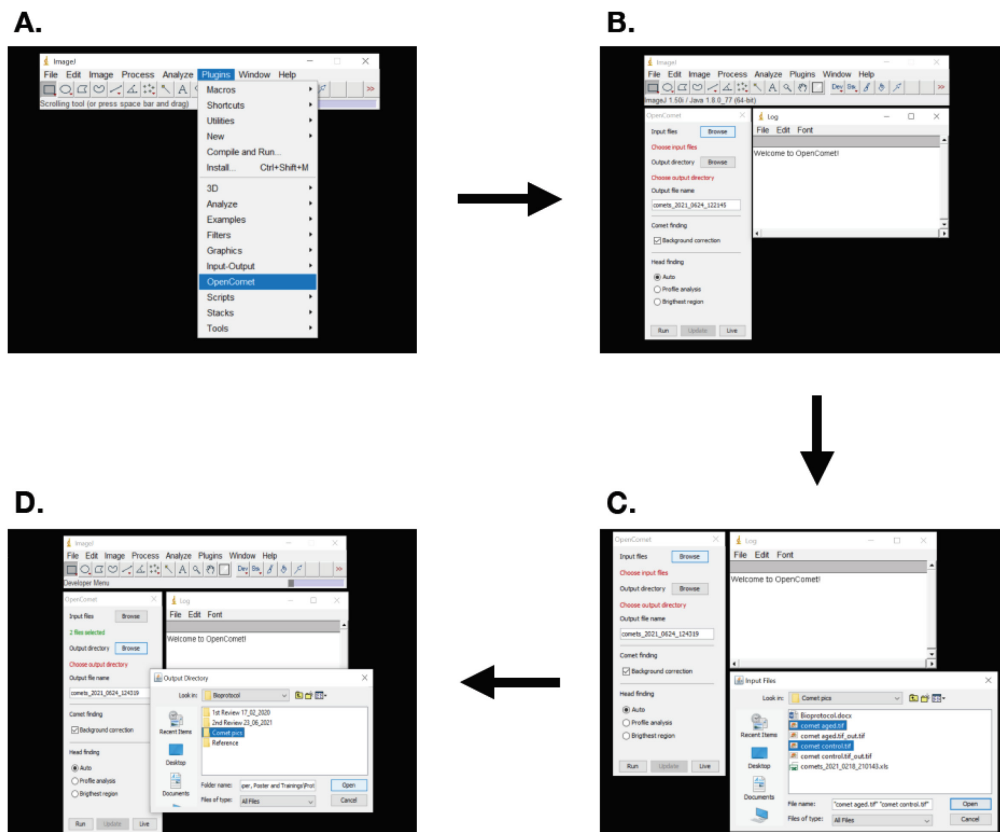 A.
ImageJ
File Edit Image Process Analyze Plugins Window Help
Scrolling tool (or press space bar and drag)
Macros
Shortcuts
Utilities
New
Compile and Run...
Install... Ctrl+Shift+M
3D
Analyze
Examples
Filters
Graphics
Input-Output
OpenComet
Scripts
Stacks
Tools
B.
ImageJ
File Edit Image Process Analyze Plugins Window Help
Dev Stk
ImageJ 1.50i / Java 1.8.0_77 (64-bit)
OpenComet
Input files Browse
Choose input files
Output directory Browse
Choose output directory
Output file name
comets_2021_0624_122145
Comet finding
Background correction
Head finding
Auto
Profile analysis
Brigthest region
Run Update Live
Log
File Edit Font
Welcome to OpenComet!
D.
ImageJ
File Edit Image Process Analyze Plugins Window Help
Dev Stk
Developer Menu
OpenComet
Input files Browse
2 files selected
Output directory Browse
Choose output directory
Output file name
comets_2021_0624_124319
Comet finding
Background correction
Head finding
Auto
Profile analysis
Brigthest region
Run Update Live
Log
File Edit Font
Welcome to OpenComet!
Output Directory
Look in: Bioprotocol
1st Review 17_02_2020
2nd Review 23_06_2021
Comet pics
Reference
Recent Items
Desktop
Documents
Folder name: per, Poster and Trainings\Prot
Open
Files of type: All Files
Cancel
C.
OpenComet
Input files Browse
Choose input files
Output directory Browse
Choose output directory
Output file name
comets_2021_0624_124319
Comet finding
Background correction
Head finding
Auto
Profile analysis
Brigthest region
Run Update Live
Log
File Edit Font
Welcome to OpenComet!
Input Files
Look in: Comet pics
Bioprotocol.docx
comet aged.tif
comet aged.tif_out.tif
comet control.tif
comet control.tif_out.tif
comets_2021_0218_210143.xls
Recent Items
Desktop
Documents
File name: "comet aged.tif" "comet control.tif"
Open
Files of type: All Files
Cancel